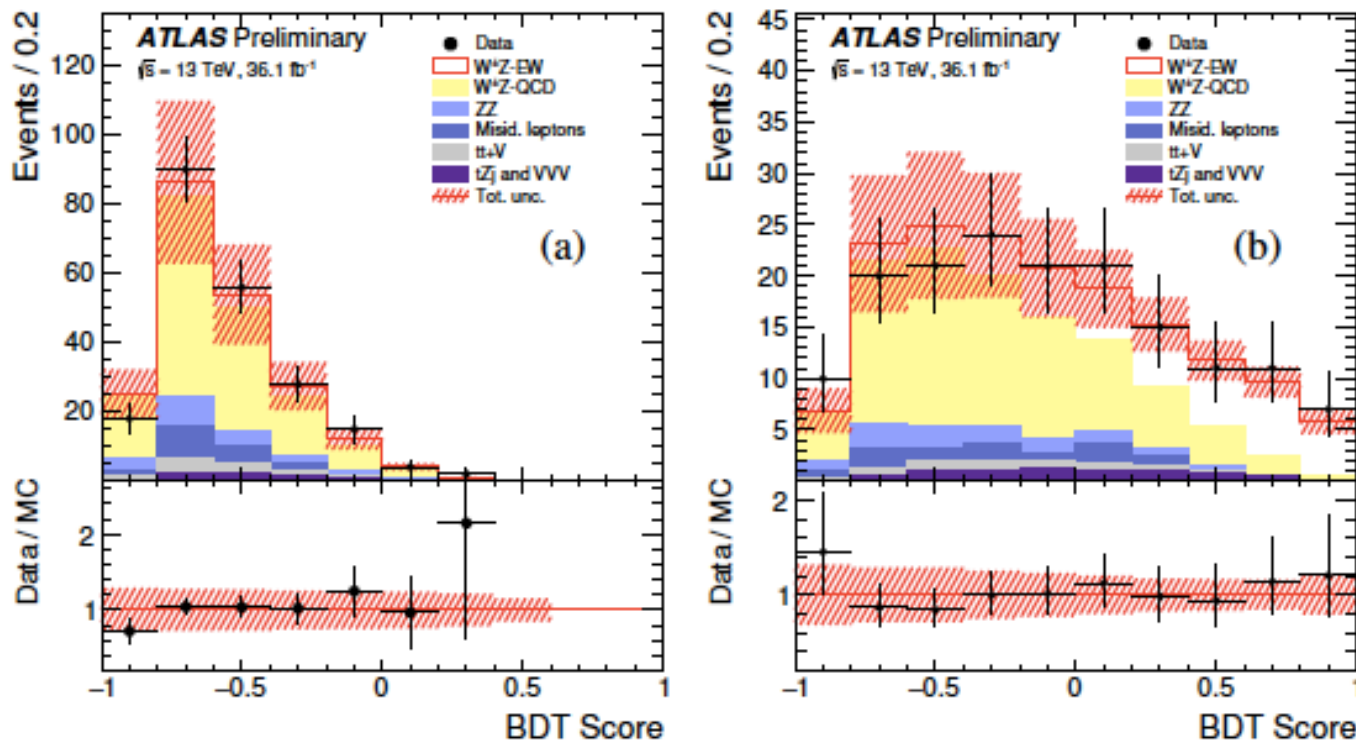 ATLAS Preliminary
√s = 13 TeV, 36.1 fb⁻¹
Data
W±Z-EW
W±Z-QCD
ZZ
Misid. leptons
tt+V
tZj and VVV
Tot. unc.
(a)
Events / 0.2
120
100
80
60
40
20
Data / MC
2
1
−1
−0.5
0
0.5
BDT Score
ATLAS Preliminary
√s = 13 TeV, 36.1 fb⁻¹
Data
W±Z-EW
W±Z-QCD
ZZ
Misid. leptons
tt+V
tZj and VVV
Tot. unc.
(b)
Events / 0.2
45
40
35
30
25
20
15
10
5
Data / MC
2
1
−1
−0.5
0
0.5
1
BDT Score